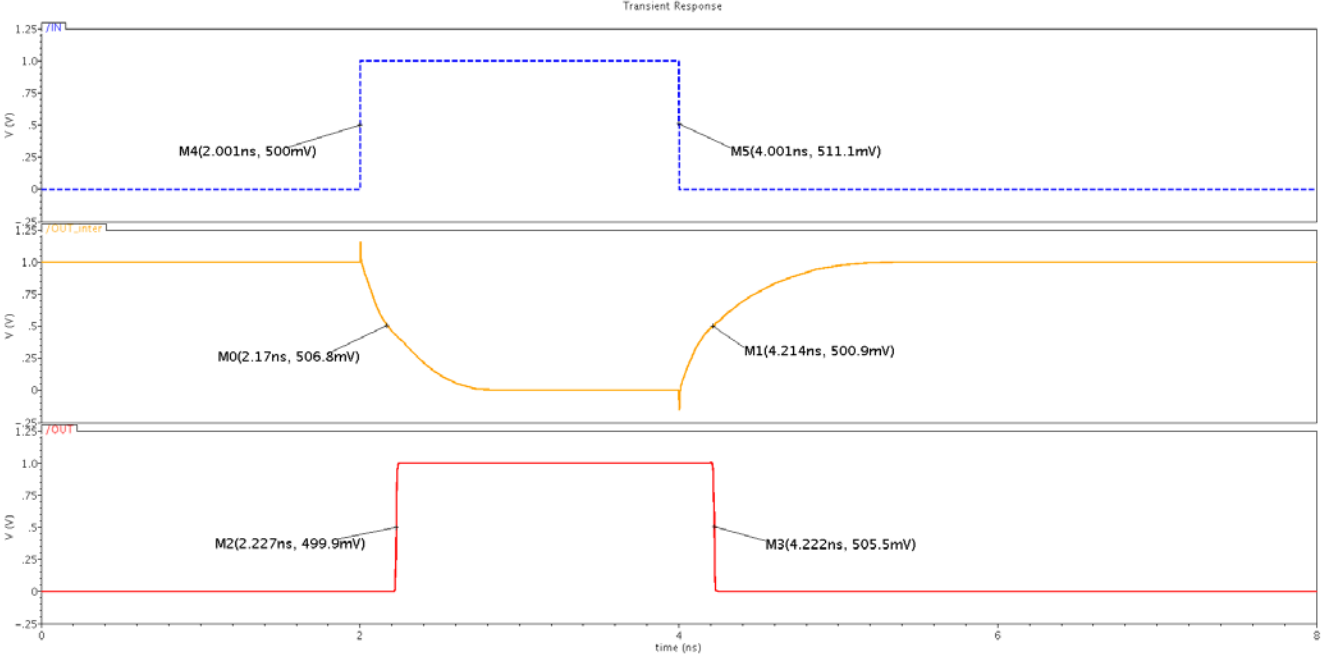 Transient Response
/IN
1.25
1.0
.75
.5
.25
0
-.25
V (V)
M4(2.001ns, 500mV)
M5(4.001ns, 511.1mV)
/OUT_inter
1.25
1.0
.75
.5
.25
0
-.25
V (V)
M0(2.17ns, 506.8mV)
M1(4.214ns, 500.9mV)
/OUT
1.25
1.0
.75
.5
.25
0
-.25
V (V)
M2(2.227ns, 499.9mV)
M3(4.222ns, 505.5mV)
0 2 4 6 8
time (ns)